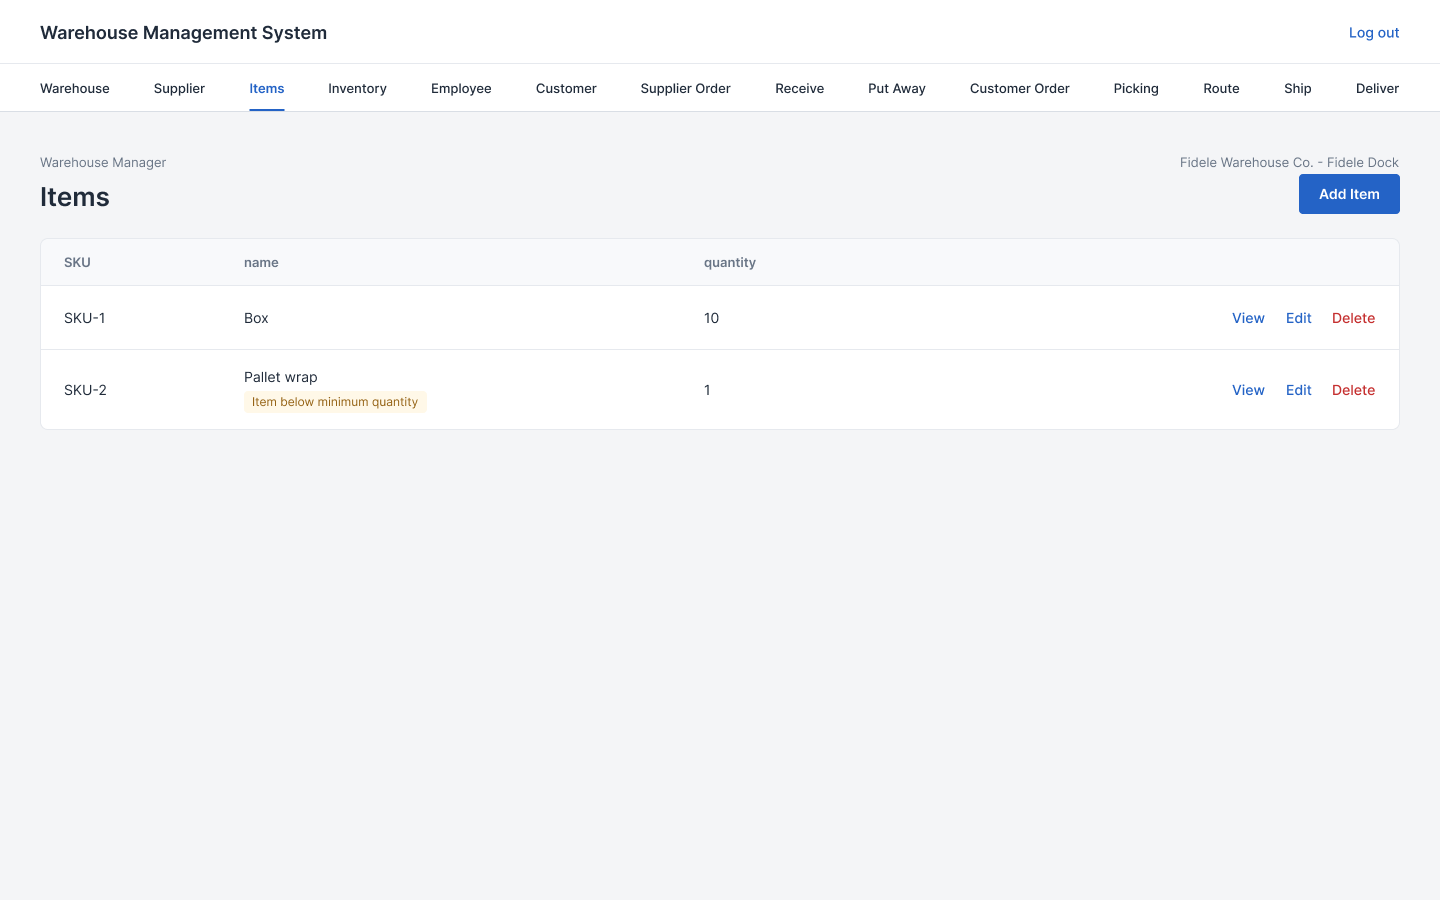 Warehouse Management System
Log out
Warehouse Supplier Items Inventory Employee Customer Supplier Order Receive Put Away Customer Order Picking Route Ship Deliver
Warehouse Manager
Fidele Warehouse Co. - Fidele Dock
Items
Add Item
SKU name quantity
SKU-1 Box 10 View Edit Delete
SKU-2 Pallet wrap 1 View Edit Delete
Item below minimum quantity